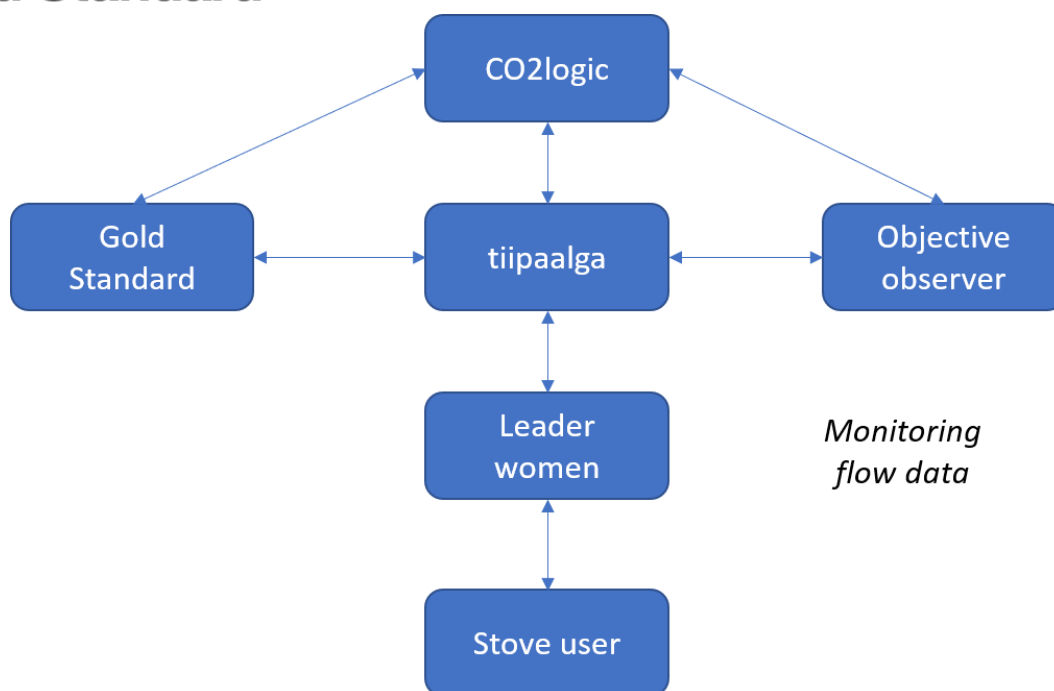 CO2logic
Gold
Standard
tiipaalga
Objective
observer
Leader
women
Monitoring
flow data
Stove user